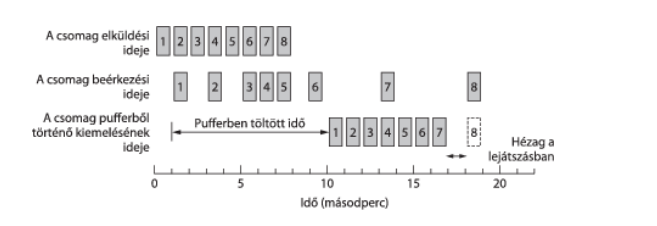 A csomag elküldési
ideje
1 2 3 4 5 6 7 8
A csomag beérkezési
ideje
1 2 3 4 5 6 7 8
A csomag pufferből
történő kiemelésének
ideje
Pufferben töltött idő
1 2 3 4 5 6 7 8
Hézag a
lejátszásban
0 5 10 15 20
Idő (másodperc)